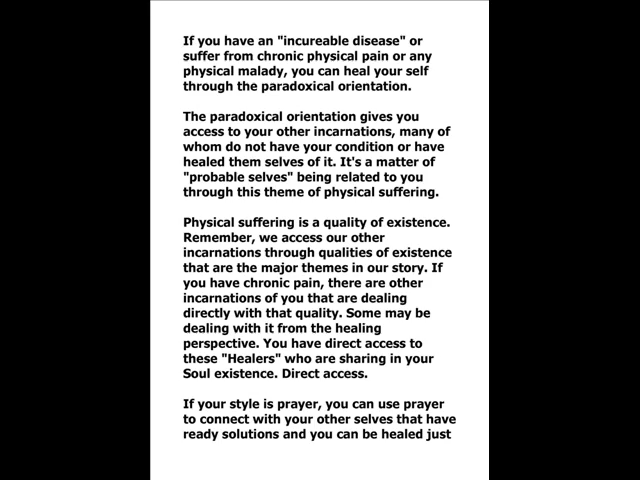 If you have an "incureable disease" or
suffer from chronic physical pain or any
physical malady, you can heal your self
through the paradoxical orientation.
The paradoxical orientation gives you
access to your other incarnations, many of
whom do not have your condition or have
healed them selves of it. It's a matter of
"probable selves" being related to you
through this theme of physical suffering.
Physical suffering is a quality of existence.
Remember, we access our other
incarnations through qualities of existence
that are the major themes in our story. If
you have chronic pain, there are other
incarnations of you that are dealing
directly with that quality. Some may be
dealing with it from the healing
perspective. You have direct access to
these "Healers" who are sharing in your
Soul existence. Direct access.
If your style is prayer, you can use prayer
to connect with your other selves that have
ready solutions and you can be healed just